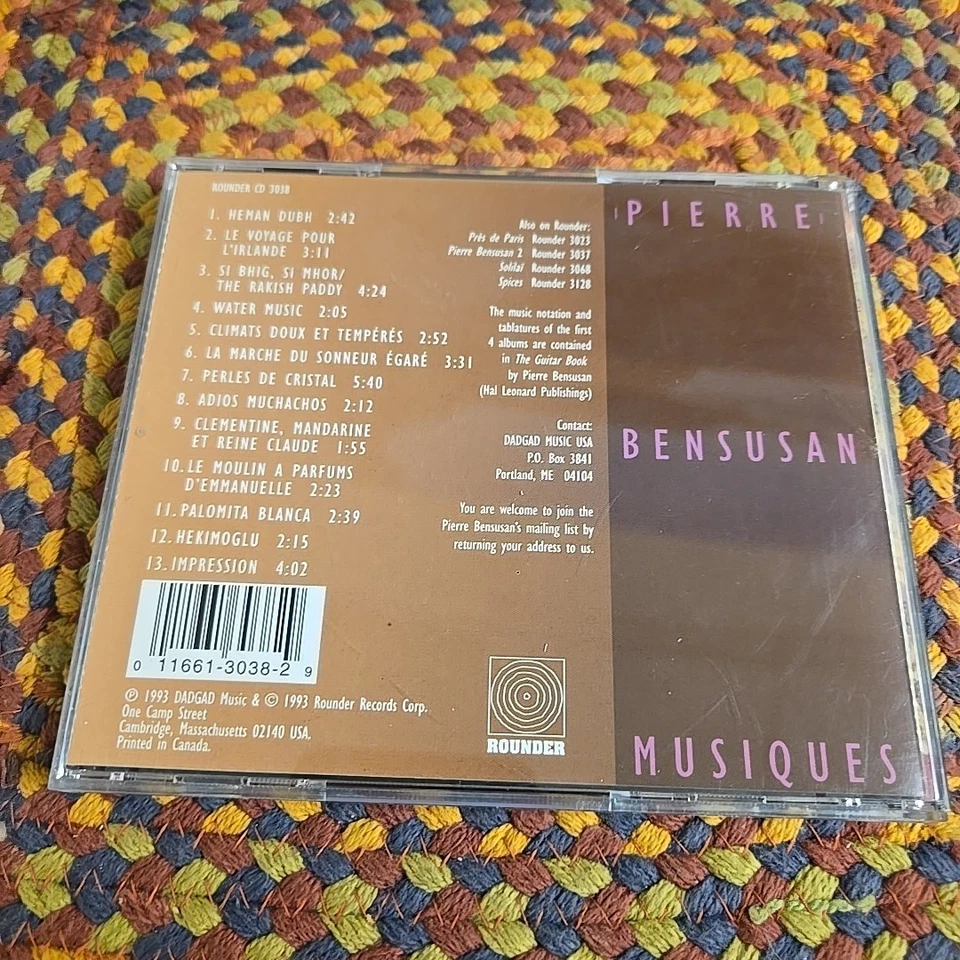 ROUNDER CD 3038
1. HEMAN DUBH 2:42
2. LE VOYAGE POUR
L'IRLANDE 3:11
3. SI BHIG, SI MHOR/
THE RAKISH PADDY 4:24
4. WATER MUSIC 2:05
5. CLIMATS DOUX ET TEMPÉRÉS 2:52
6. LA MARCHE DU SONNEUR ÉGARÉ 3:31
7. PERLES DE CRISTAL 5:40
8. ADIOS MUCHACHOS 2:12
9. CLEMENTINE, MANDARINE
ET REINE CLAUDE 1:55
10. LE MOULIN A PARFUMS
D'EMMANUELLE 2:23
11. PALOMITA BLANCA 2:39
12. HEKIMOGLU 2:15
13. IMPRESSION 4:02
0 11661-3038-2 9
℗ 1993 DADGAD Music & © 1993 Rounder Records Corp.
One Camp Street
Cambridge, Massachusetts 02140 USA.
Printed in Canada.
Also on Rounder:
Près de Paris Rounder 3023
Pierre Bensusan 2 Rounder 3037
Solilaï Rounder 3068
Spices Rounder 3128
The music notation and
tablatures of the first
4 albums are contained
in The Guitar Book
by Pierre Bensusan
(Hal Leonard Publishings)
Contact:
DADGAD MUSIC USA
P.O. Box 3841
Portland, ME 04104
You are welcome to join the
Pierre Bensusan's mailing list by
returning your address to us.
ROUNDER
PIERRE
BENSUSAN
MUSIQUES